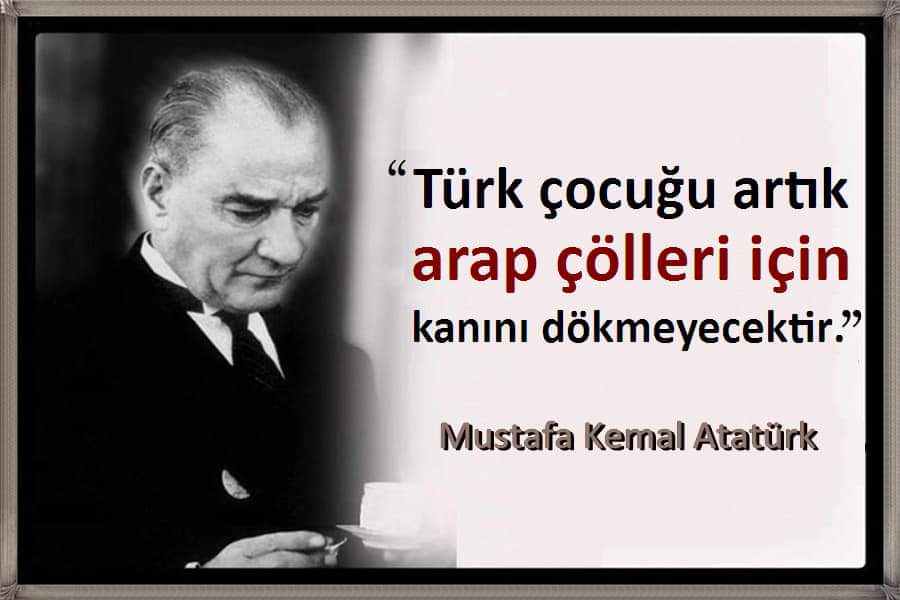 “Türk çocuğu artık
arap çölleri için
kanını dökmeyecektir.”
Mustafa Kemal Atatürk